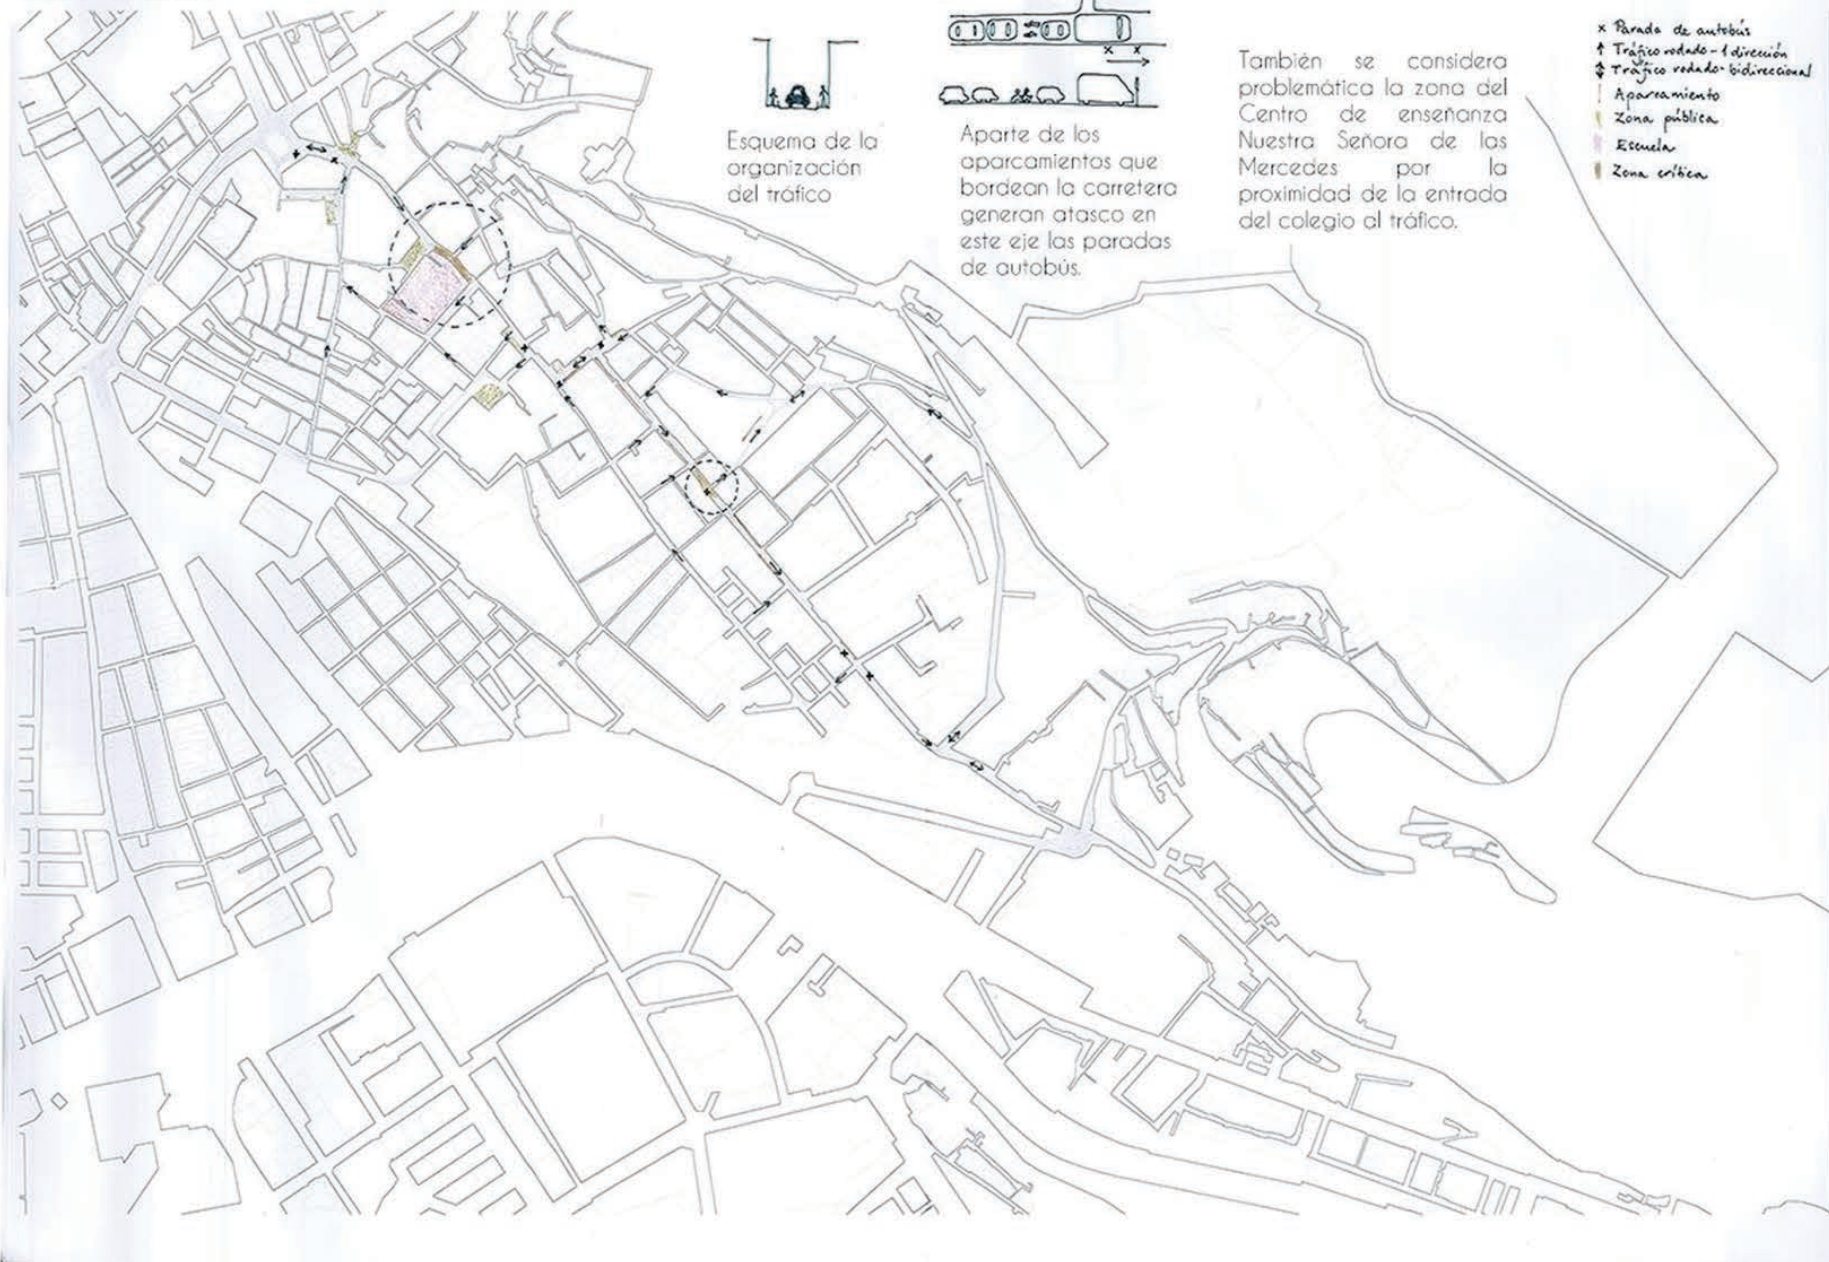 Esquema de la
organización
del tráfico
Aparte de los
aparcamientos que
bordean la carretera
generan atasco en
este eje las paradas
de autobús.
También se considera
problemática la zona del
Centro de enseñanza
Nuestra Señora de las
Mercedes por la
proximidad de la entrada
del colegio al tráfico.
x Parada de autobús
↑ Tráfico rodado - 1 dirección
↕ Tráfico rodado - bidireccional
Aparcamiento
Zona pública
Escuela
Zona crítica